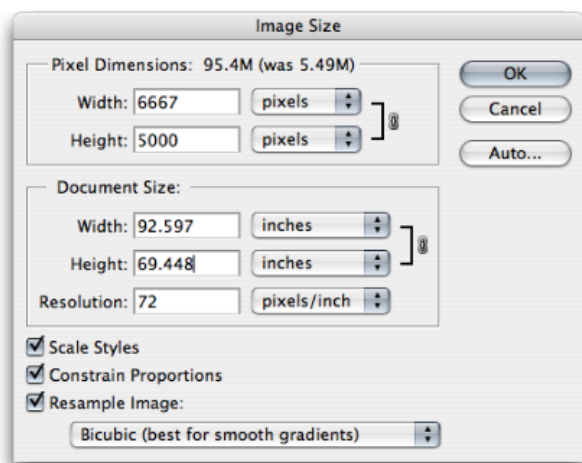 Image Size
Pixel Dimensions: 95.4M (was 5.49M)
OK
Width: 6667 pixels
Cancel
Height: 5000 pixels
Auto...
Document Size:
Width: 92.597 inches
Height: 69.448 inches
Resolution: 72 pixels/inch
Scale Styles
Constrain Proportions
Resample Image:
Bicubic (best for smooth gradients)